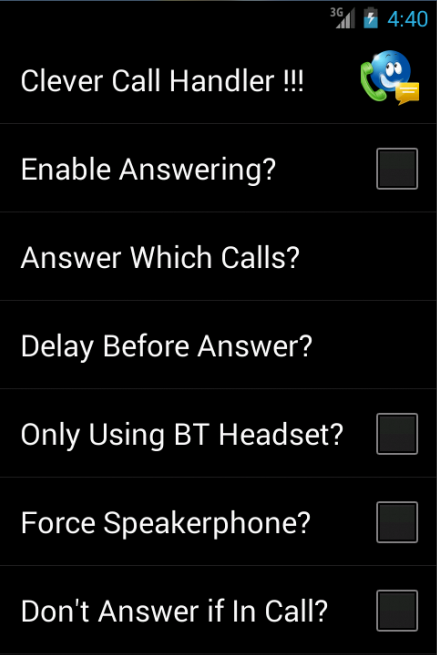 3G 4:40
Clever Call Handler !!!
Enable Answering?
Answer Which Calls?
Delay Before Answer?
Only Using BT Headset?
Force Speakerphone?
Don't Answer if In Call?